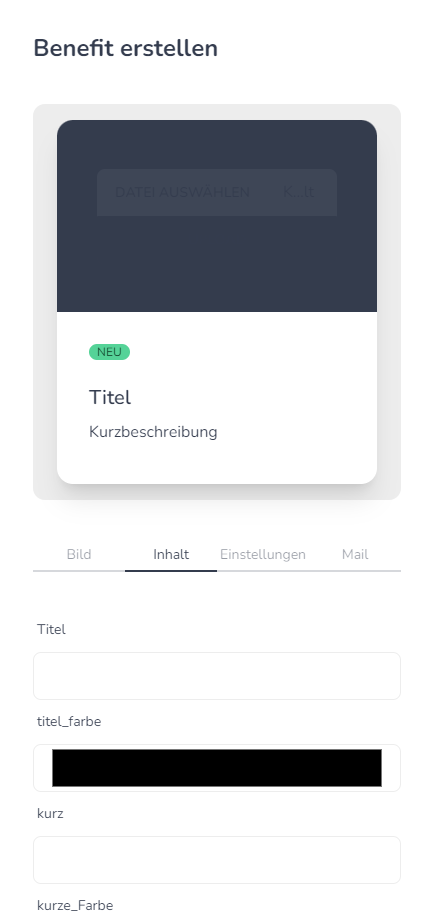 Benefit erstellen
DATEI AUSWÄHLEN
NEU
Titel
Kurzbeschreibung
Bild Inhalt Einstellungen Mail
Titel
titel_farbe
kurz
kurze_Farbe